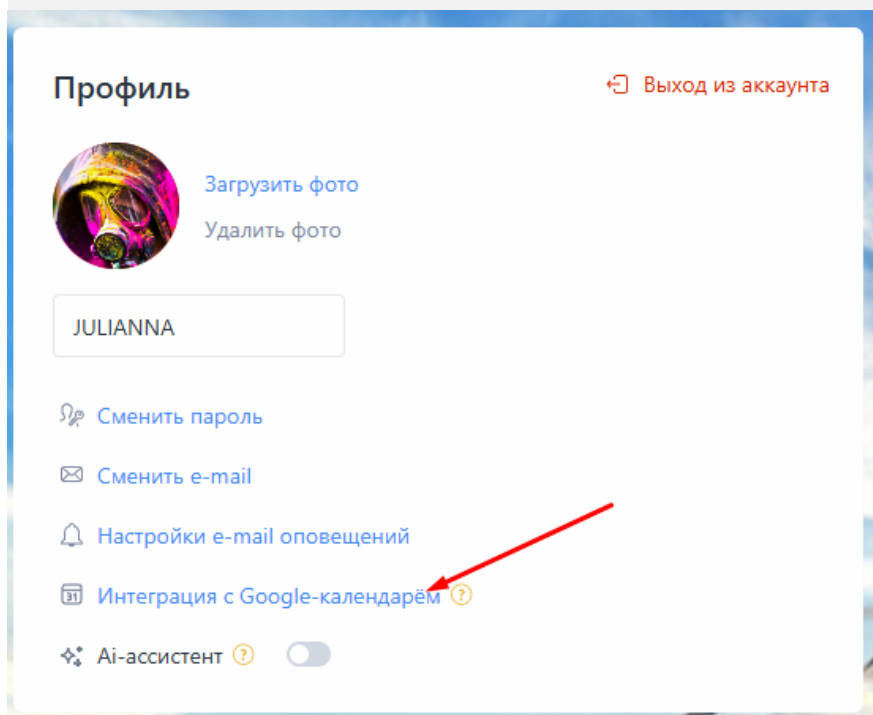 Профиль
Выход из аккаунта
Загрузить фото
Удалить фото
JULIANNA
Сменить пароль
Сменить e-mail
Настройки e-mail оповещений
31 Интеграция с Google-календарём ?
Ai-ассистент ?